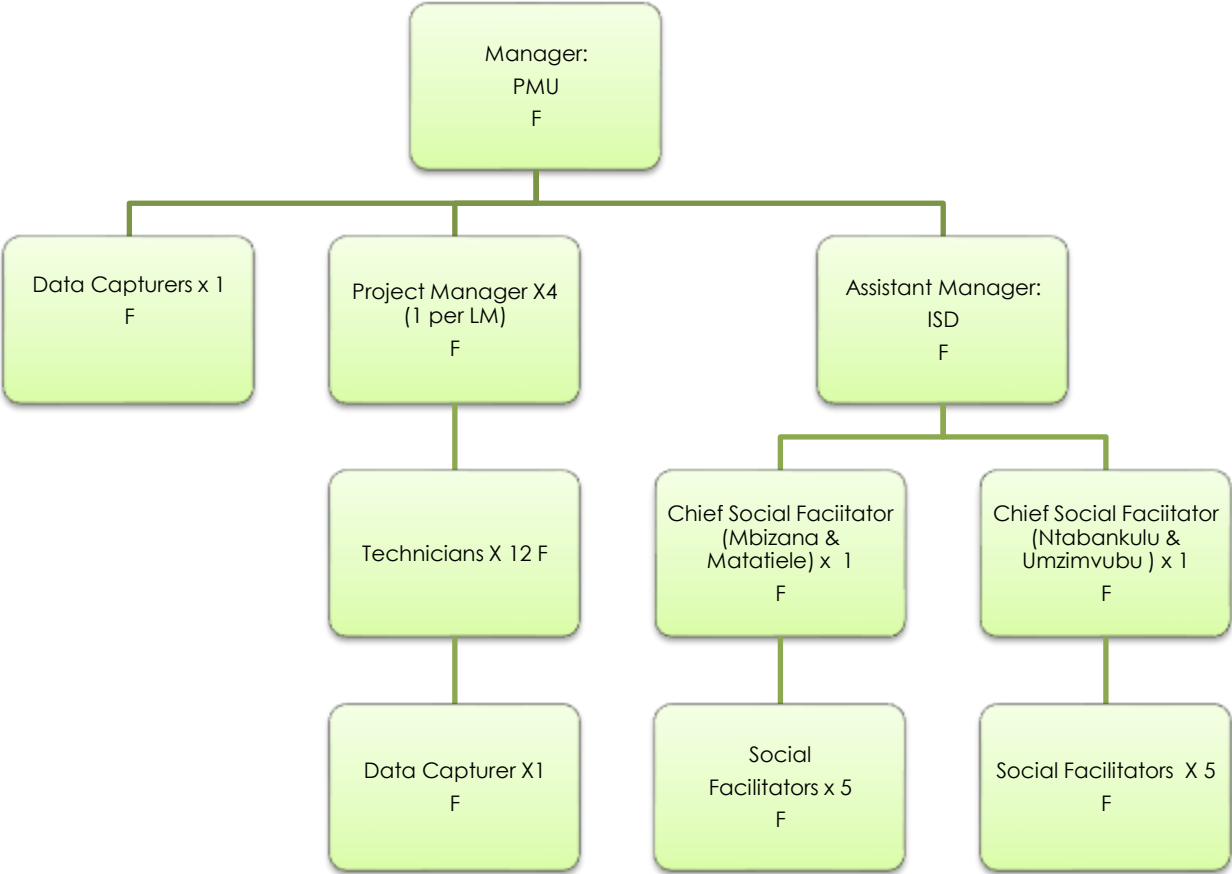 Manager:
PMU
F
Data Capturers x 1
F
Project Manager X4
(1 per LM)
F
Assistant Manager:
ISD
F
Technicians X 12 F
Chief Social Faciitator
(Mbizana &
Matatiele) x  1
F
Chief Social Faciitator
(Ntabankulu &
Umzimvubu ) x 1
F
Data Capturer X1
F
Social
Facilitators x 5
F
Social Facilitators  X 5
F